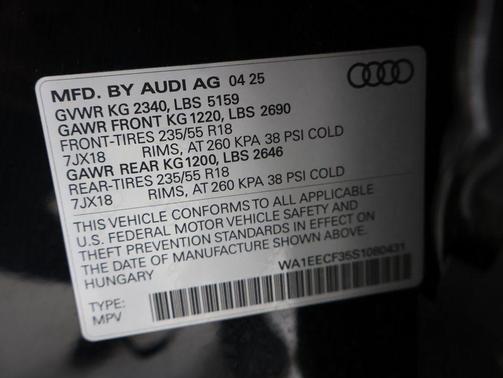 MFD. BY AUDI AG 04 25
GVWR KG 2340, LBS 5159
GAWR FRONT KG 1220, LBS 2690
FRONT-TIRES 235/55 R18
7JX18 RIMS, AT 260 KPA 38 PSI COLD
GAWR REAR KG1200, LBS 2646
REAR-TIRES 235/55 R18
7JX18 RIMS, AT 260 KPA 38 PSI COLD
THIS VEHICLE CONFORMS TO ALL APPLICABLE
U.S. FEDERAL MOTOR VEHICLE SAFETY AND
THEFT PREVENTION STANDARDS IN EFFECT ON
THE DATE OF MANUFACTURE SHOWN ABOVE.
HUNGARY
WA1EECF35S1080431
TYPE:
MPV